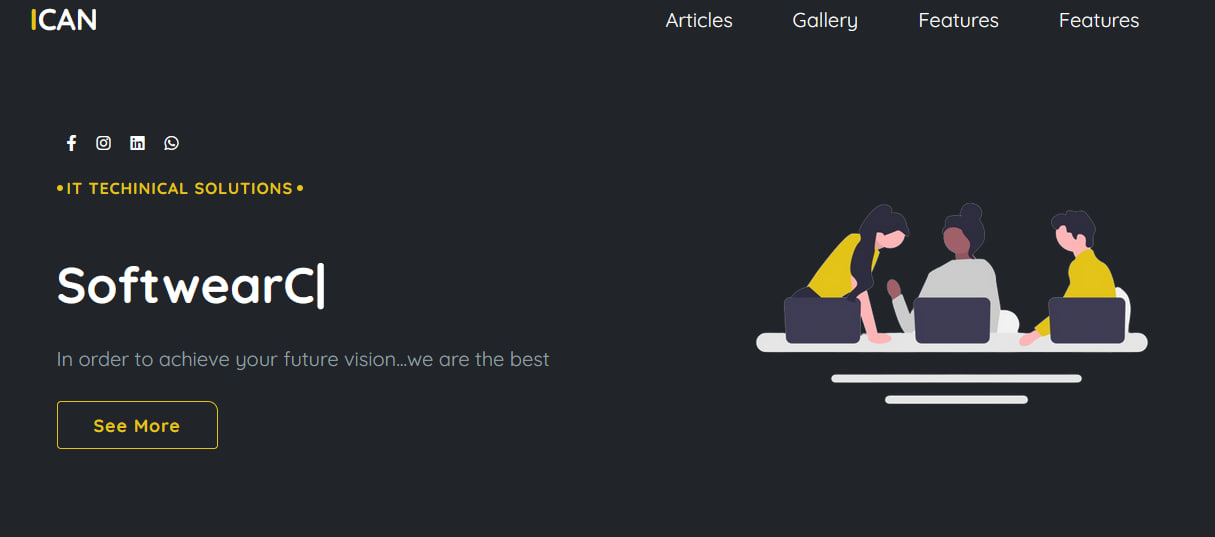 ICAN
Articles Gallery Features Features
•IT TECHINICAL SOLUTIONS•
SoftwearC|
In order to achieve your future vision...we are the best
See More